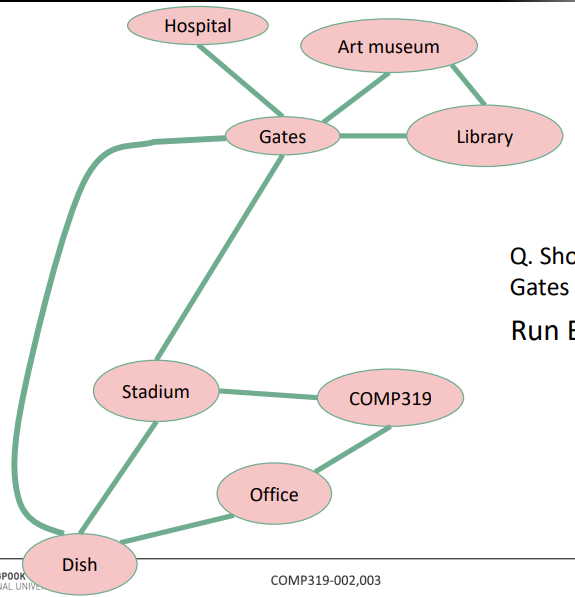 Hospital
Art museum
Gates
Library
Q. Sho
Gates
Run
Stadium
COMP319
Office
Dish
COMP319-002,003